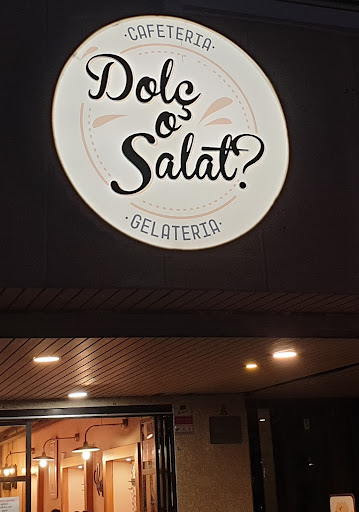 ·CAFETERIA·
Dolç
o
Salat?
·GELATERIA·